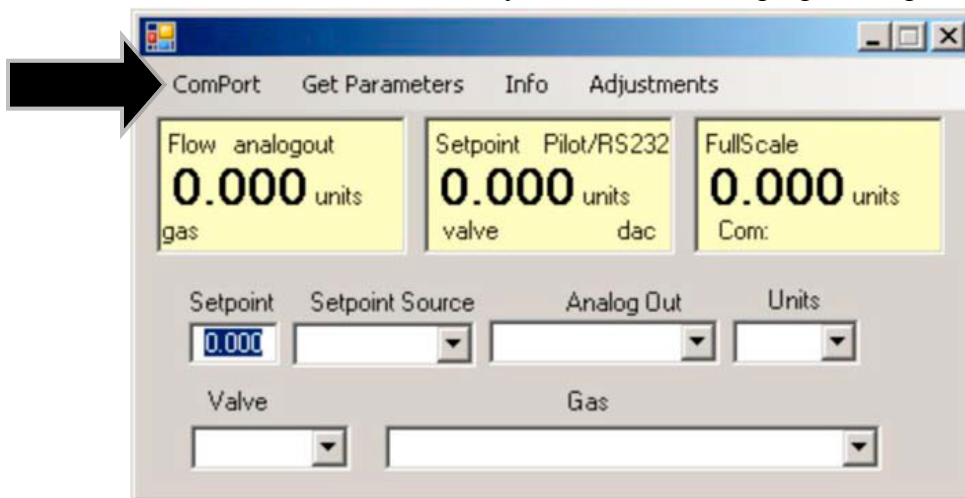 ComPort Get Parameters Info Adjustments
Flow analogout
0.000 units
gas
Setpoint Pilot/RS232
0.000 units
valve dac
FullScale
0.000 units
Com:
Setpoint Setpoint Source Analog Out Units
0.000
Valve Gas